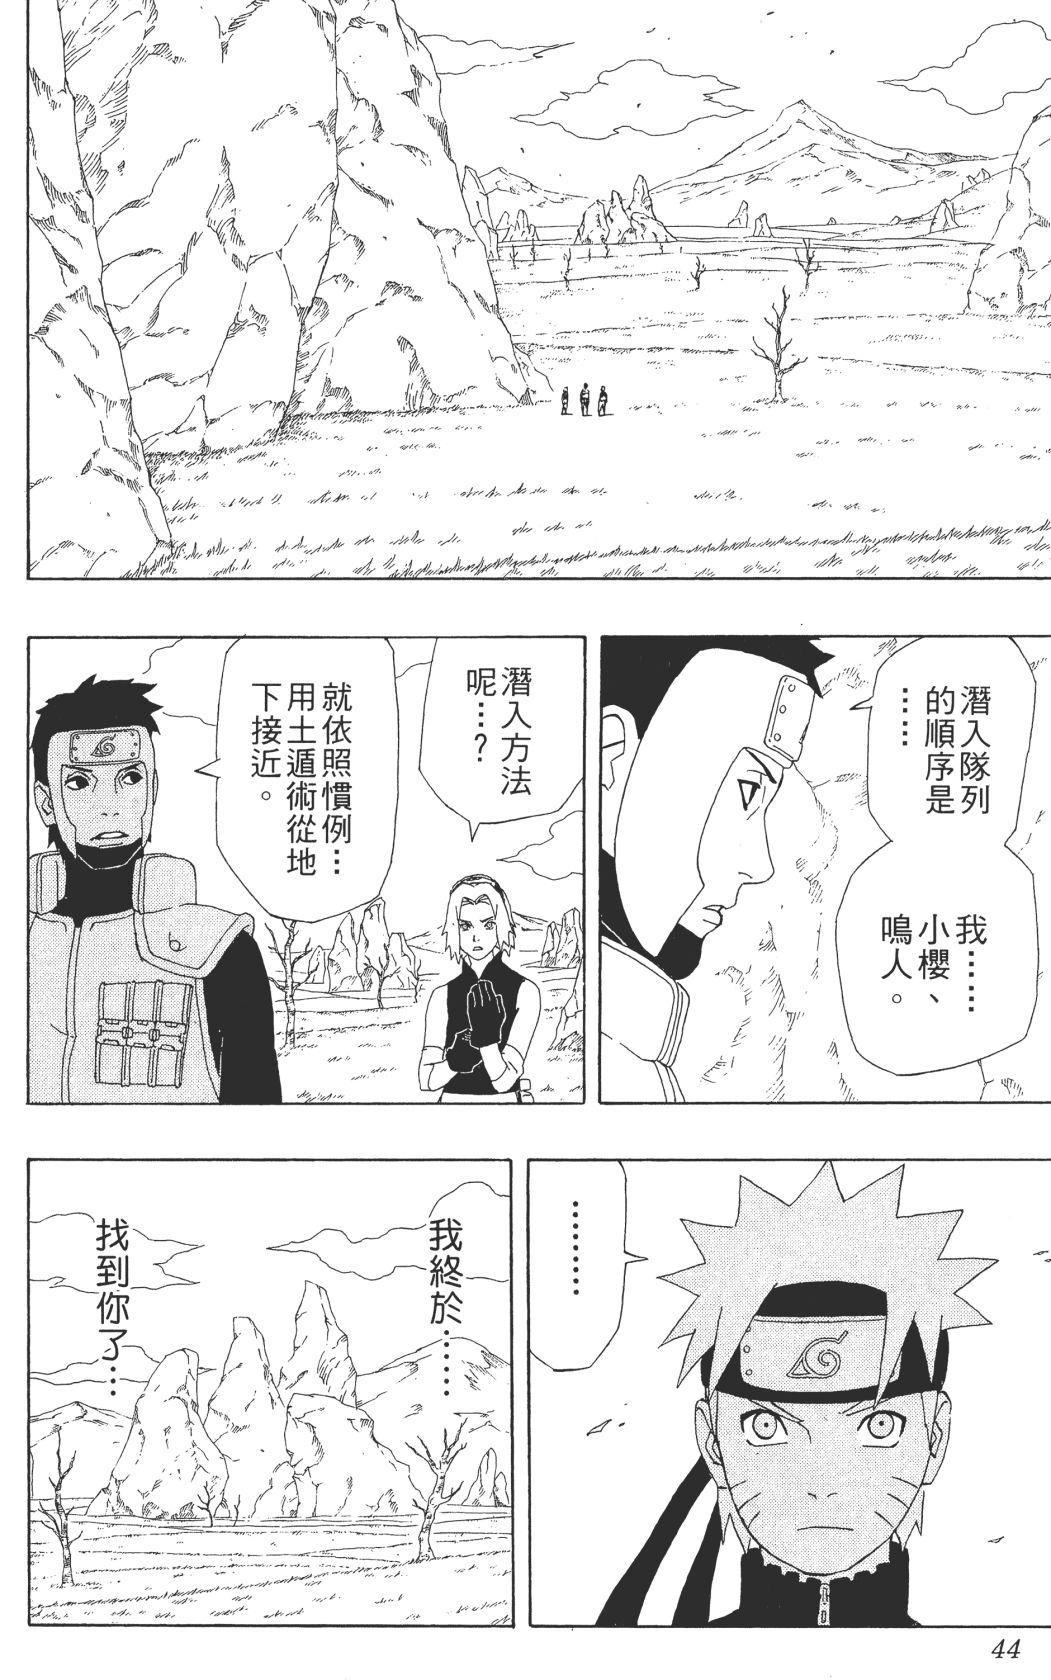 潛入隊列
的順序是
……
我……
小櫻、
鳴人。
潛入方法
呢…?
就依照慣例…
用土遁術從地
下接近。
………
我終於……
找到你了…
44